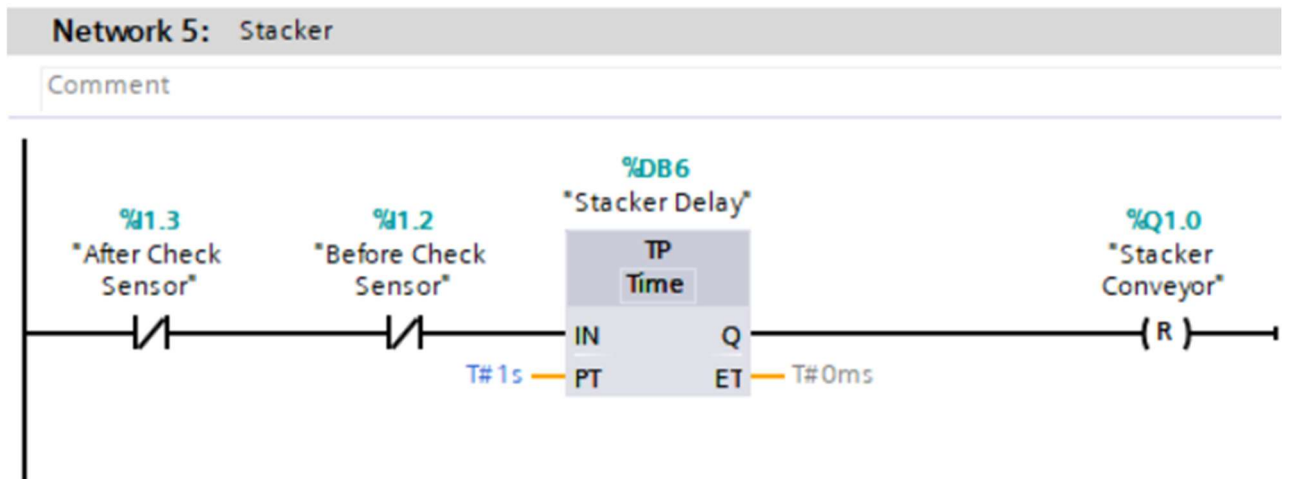 Network 5: Stacker
Comment
%DB6
"Stacker Delay"
%I1.3
"After Check
Sensor"
%I1.2
"Before Check
Sensor"
TP
Time
%Q1.0
"Stacker
Conveyor"
IN Q
R
T#1s PT ET T#0ms